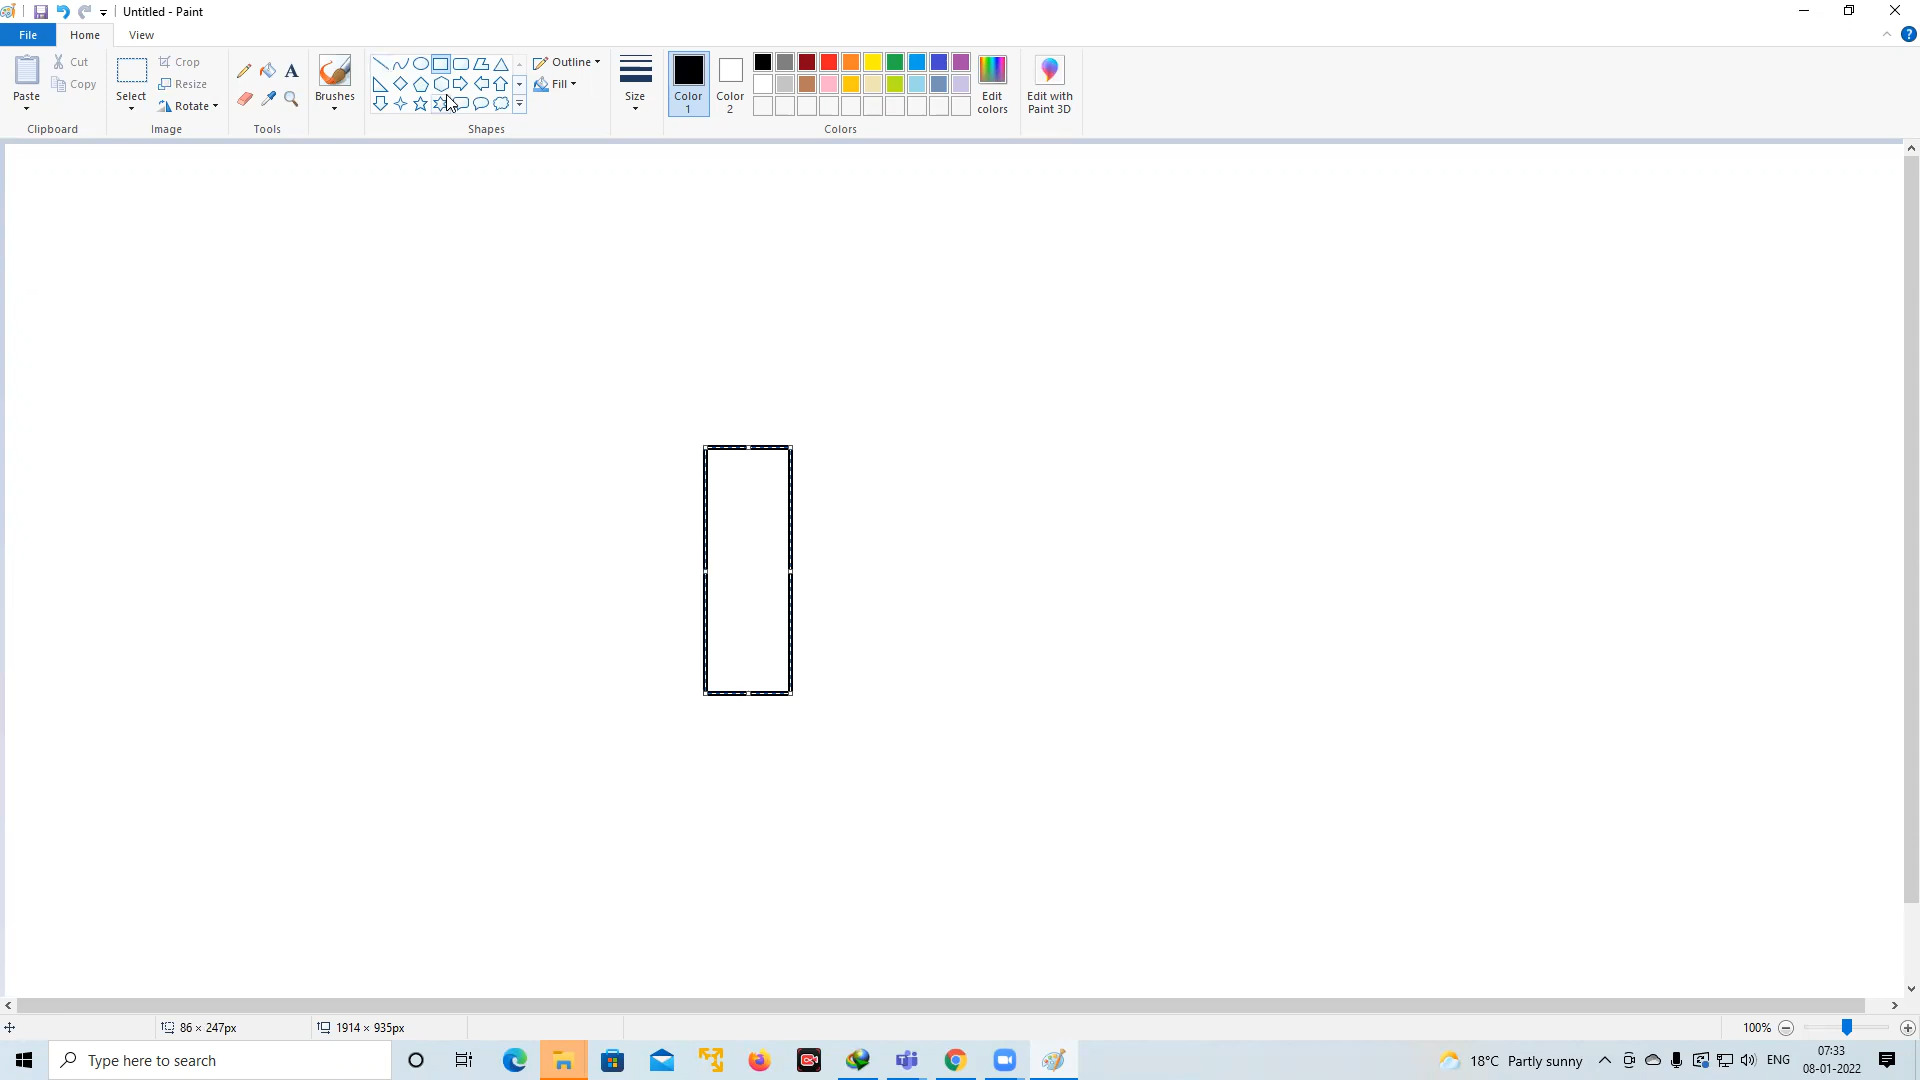 Untitled - Paint
File Home View
Paste
Cut
Copy
Clipboard
Select
Crop
Resize
Rotate
Image
A
Tools
Brushes
Outline
Fill
Shapes
Size
Color
1
Color
2
Edit
colors
Colors
Edit with
Paint 3D
86 × 247px
1914 × 935px
100%
Type here to search
18°C Partly sunny
ENG
07:33
08-01-2022